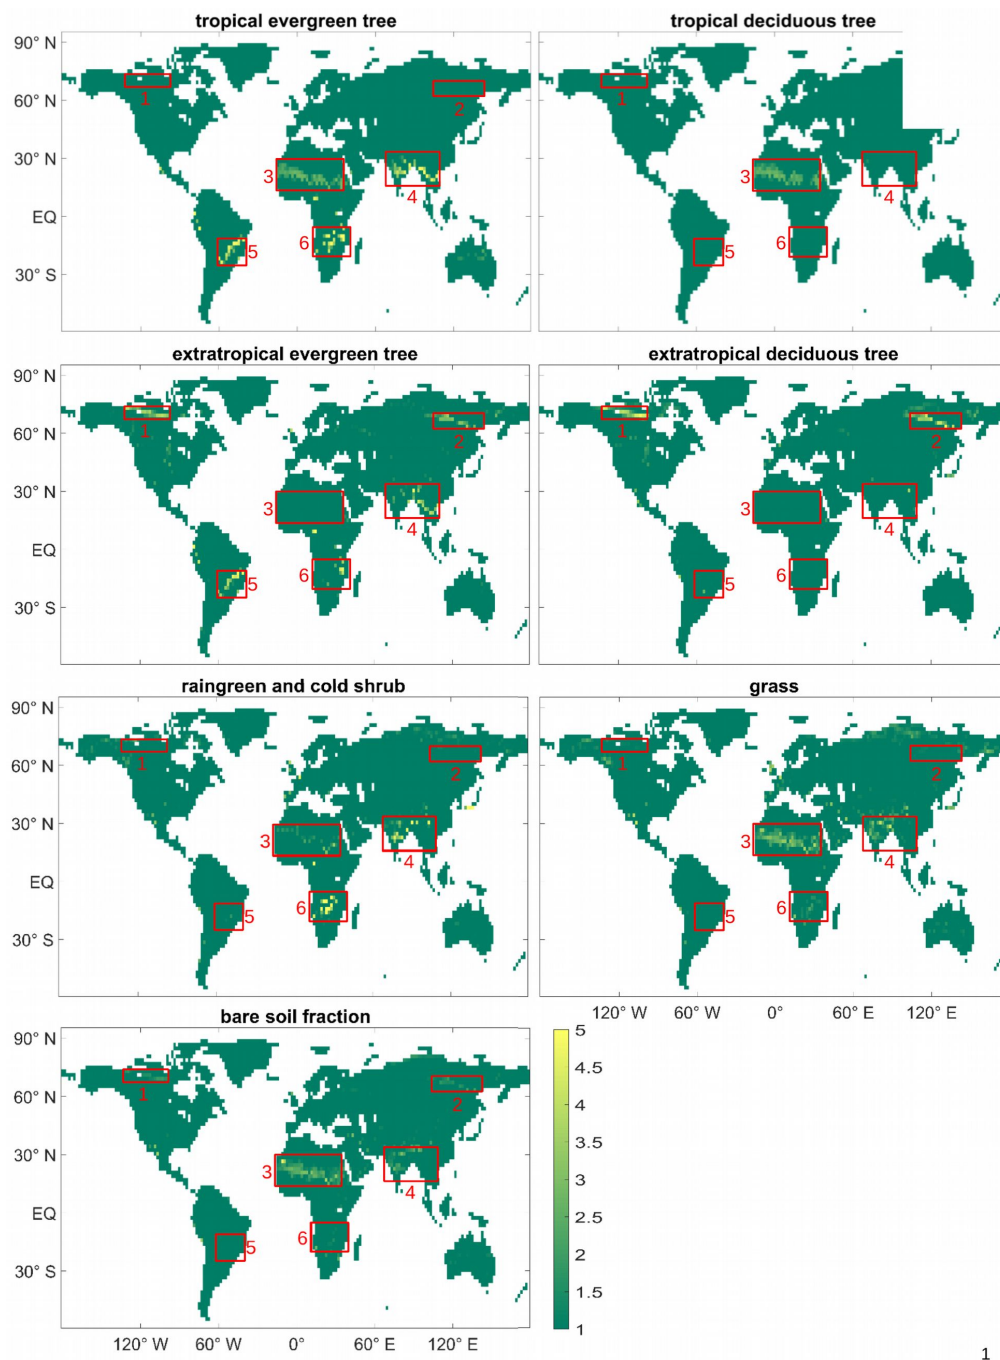 tropical evergreen tree
tropical deciduous tree
90° N
60° N
30° N
EQ
30° S
1
2
3
4
5
6
1
3
4
5
6
extratropical evergreen tree
extratropical deciduous tree
90° N
60° N
30° N
EQ
30° S
1
2
3
4
5
6
1
2
3
4
5
6
raingreen and cold shrub
grass
90° N
60° N
30° N
EQ
30° S
1
2
3
4
5
6
1
2
3
4
5
6
120° W 60° W 0° 60° E 120° E
bare soil fraction
90° N
60° N
30° N
EQ
30° S
1
2
3
4
5
6
120° W 60° W 0° 60° E 120° E
5
4.5
4
3.5
3
2.5
2
1.5
1
1